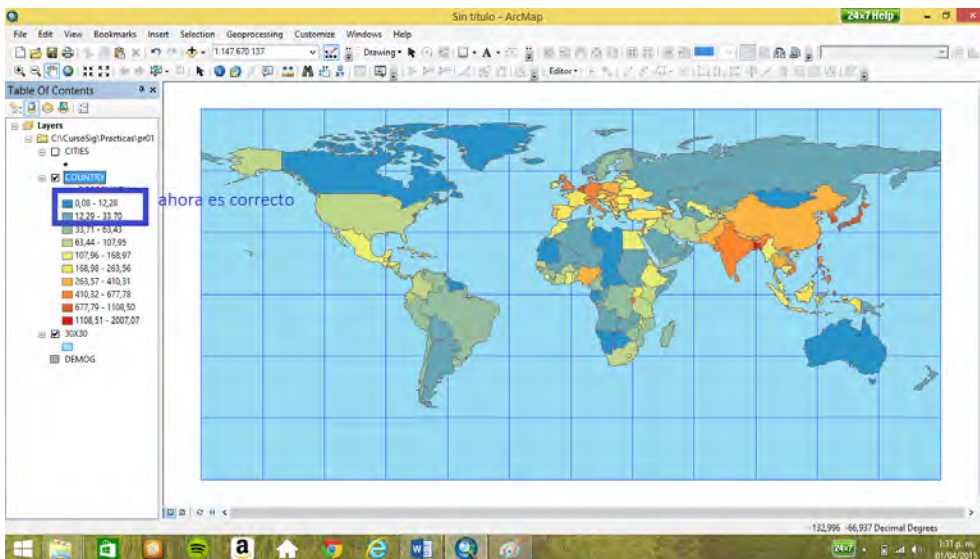 Sin título - ArcMap
24x7 Help
File Edit View Bookmarks Insert Selection Geoprocessing Customize Windows Help
1:147.670.137
Drawing
Editor
Table Of Contents
Layers
C:\CursoSig\Practicas\pr01
CITIES
COUNTRY
0,08 - 12,28
ahora es correcto
12,29 - 33,70
33,71 - 63,43
63,44 - 107,95
107,96 - 168,97
168,98 - 263,56
263,57 - 410,31
410,32 - 677,78
677,79 - 1108,50
1108,51 - 2007,07
30X30
DEMOG
-132,996 -66,937 Decimal Degrees
24x7
1:31 p. m.